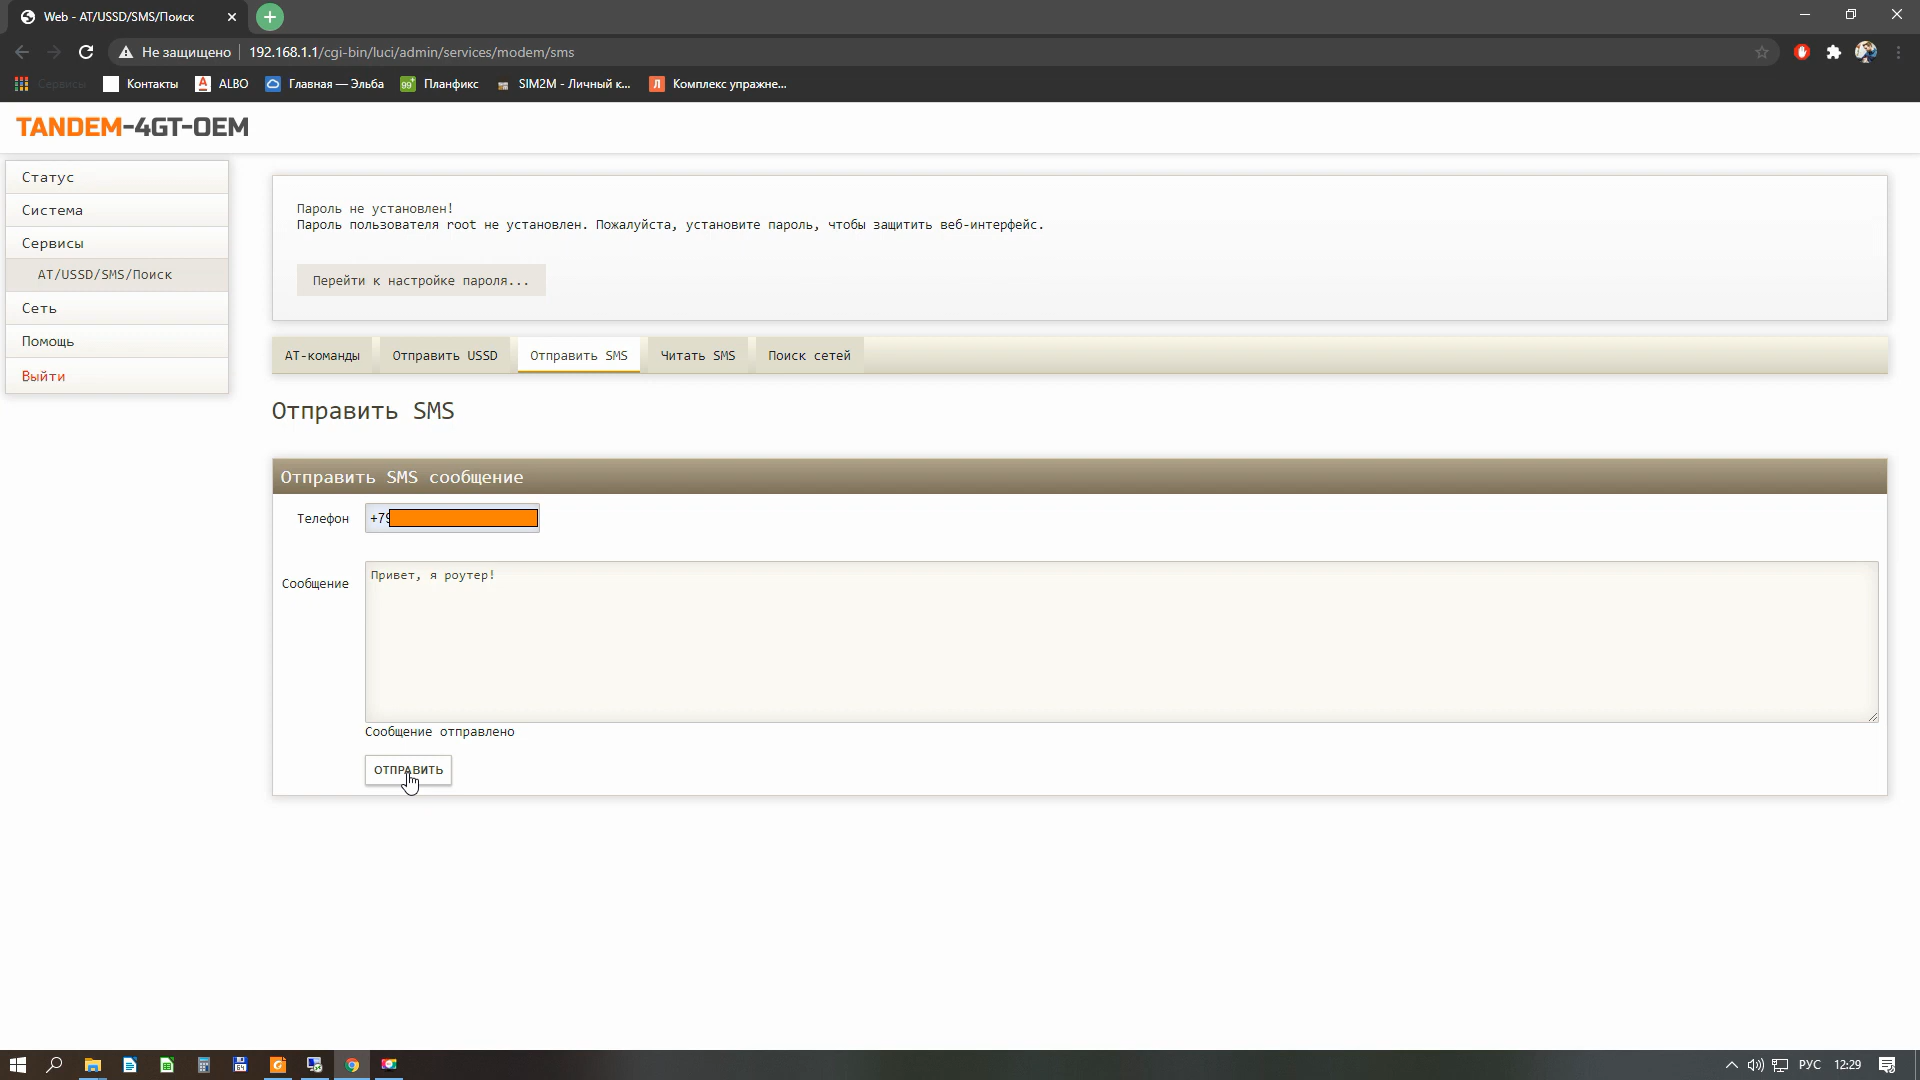 Web - AT/USSD/SMS/Поиск
Не защищено
192.168.1.1/cgi-bin/luci/admin/services/modem/sms
Сервисы
Контакты
ALBO
Главная — Эльба
Планфикс
SIM2M - Личный к...
Комплекс упражне...
TANDEM-4GT-OEM
Статус
Система
Сервисы
AT/USSD/SMS/Поиск
Сеть
Помощь
Выйти
Пароль не установлен!
Пароль пользователя root не установлен. Пожалуйста, установите пароль, чтобы защитить веб-интерфейс.
Перейти к настройке пароля...
AT-команды
Отправить USSD
Отправить SMS
Читать SMS
Поиск сетей
Отправить SMS
Отправить SMS сообщение
Телефон
+79
Сообщение
Привет, я роутер!
Сообщение отправлено
ОТПРАВИТЬ
РУС
12:29